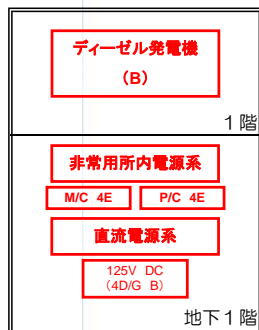 ディーゼル発電機
（B）
1階
非常用所内電源系
M/C 4E P/C 4E
直流電源系
125V DC
（4D/G B）
地下1階